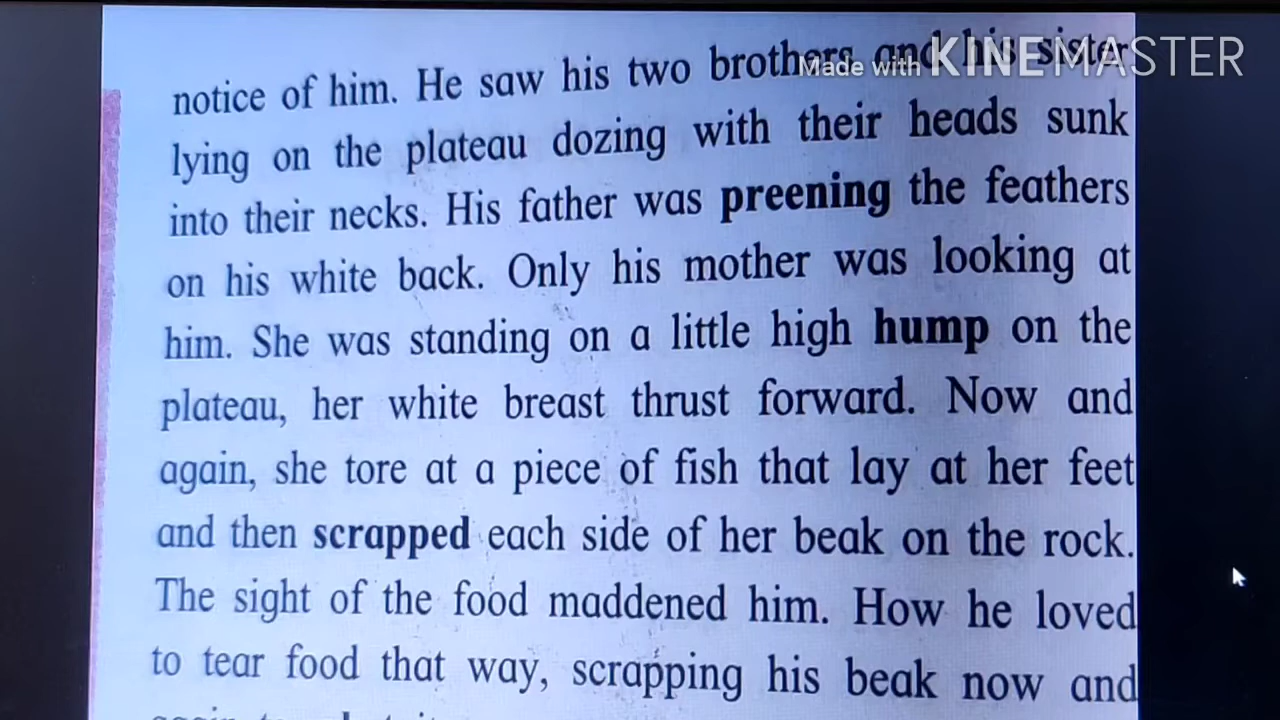 notice of him. He saw his two brothers and his sister
Made with KINEMASTER
lying on the plateau dozing with their heads sunk
into their necks. His father was preening the feathers
on his white back. Only his mother was looking at
him. She was standing on a little high hump on the
plateau, her white breast thrust forward. Now and
again, she tore at a piece of fish that lay at her feet
and then scrapped each side of her beak on the rock.
The sight of the food maddened him. How he loved
to tear food that way, scrapping his beak now and